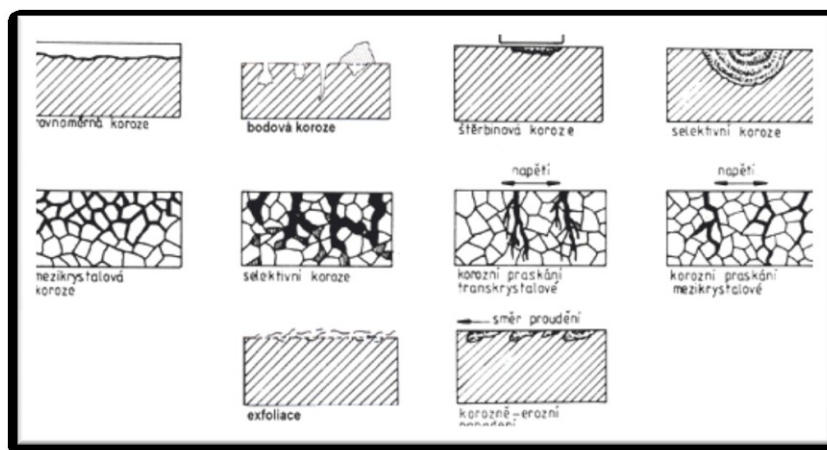 rovnoměrná koroze
bodová koroze
štěrbinová koroze
selektivní koroze
napětí
napětí
mezikrystalová
koroze
selektivní koroze
korozní praskání
transkrystalové
korozní praskání
mezikrystalové
směr proudění
exfoliace
korozně-erozní